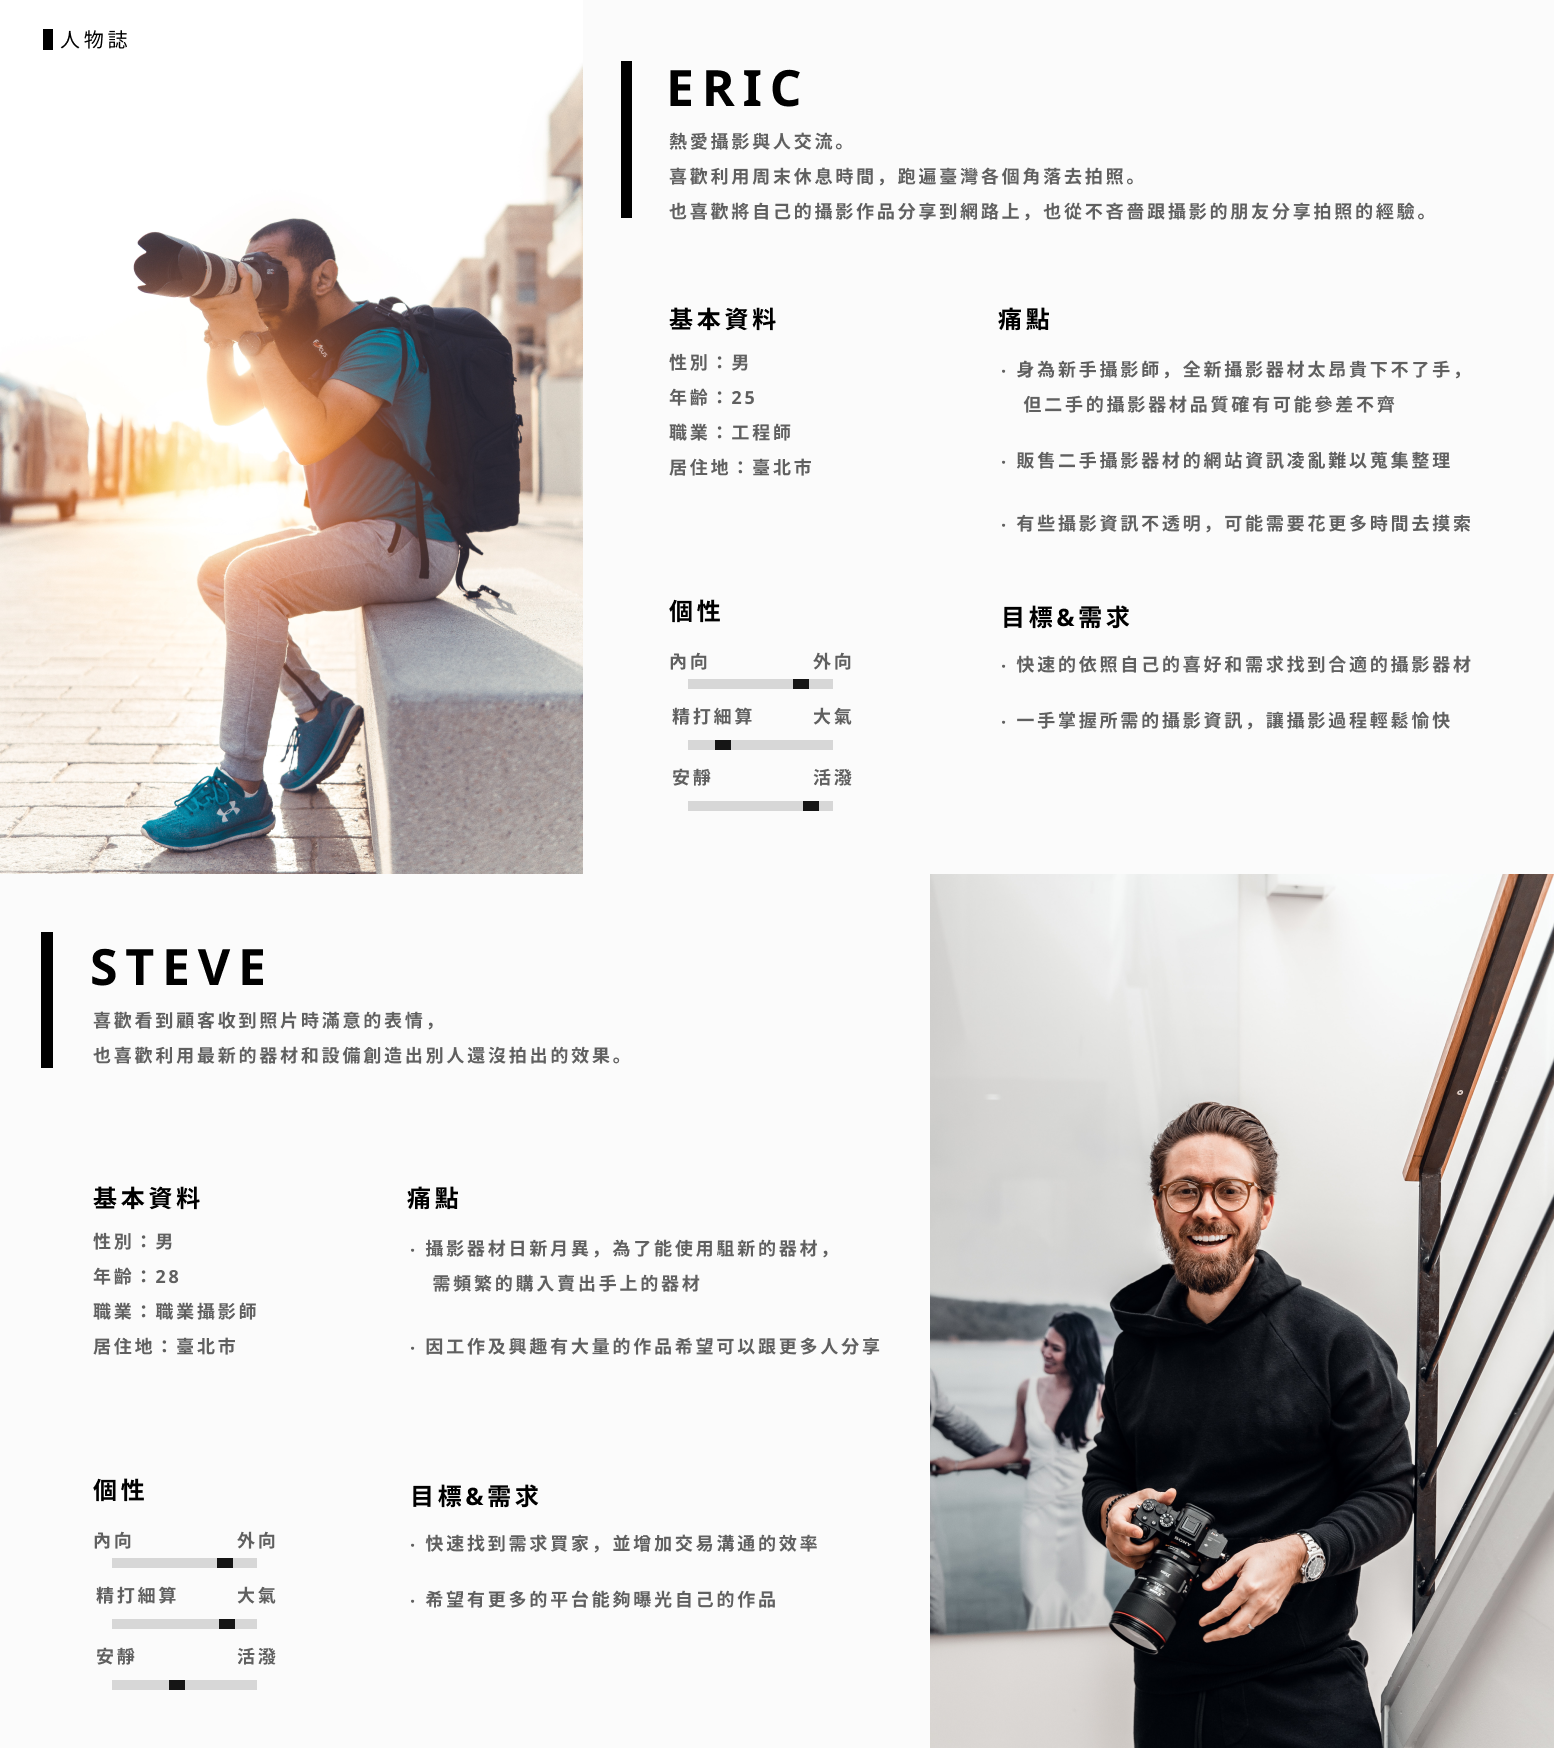 人物誌
ERIC
熱愛攝影與人交流。
喜歡利用周末休息時間，跑遍臺灣各個角落去拍照。
也喜歡將自己的攝影作品分享到網路上，也從不吝嗇跟攝影的朋友分享拍照的經驗。
基本資料
性別：男
年齡：25
職業：工程師
居住地：臺北市
痛點
· 身為新手攝影師，全新攝影器材太昂貴下不了手，
但二手的攝影器材品質確有可能參差不齊
· 販售二手攝影器材的網站資訊凌亂難以蒐集整理
· 有些攝影資訊不透明，可能需要花更多時間去摸索
個性
內向 外向
精打細算 大氣
安靜 活潑
目標&需求
· 快速的依照自己的喜好和需求找到合適的攝影器材
· 一手掌握所需的攝影資訊，讓攝影過程輕鬆愉快
STEVE
喜歡看到顧客收到照片時滿意的表情，
也喜歡利用最新的器材和設備創造出別人還沒拍出的效果。
基本資料
性別：男
年齡：28
職業：職業攝影師
居住地：臺北市
痛點
· 攝影器材日新月異，為了能使用駔新的器材，
需頻繁的購入賣出手上的器材
· 因工作及興趣有大量的作品希望可以跟更多人分享
個性
內向 外向
精打細算 大氣
安靜 活潑
目標&需求
· 快速找到需求買家，並增加交易溝通的效率
· 希望有更多的平台能夠曝光自己的作品
SONY